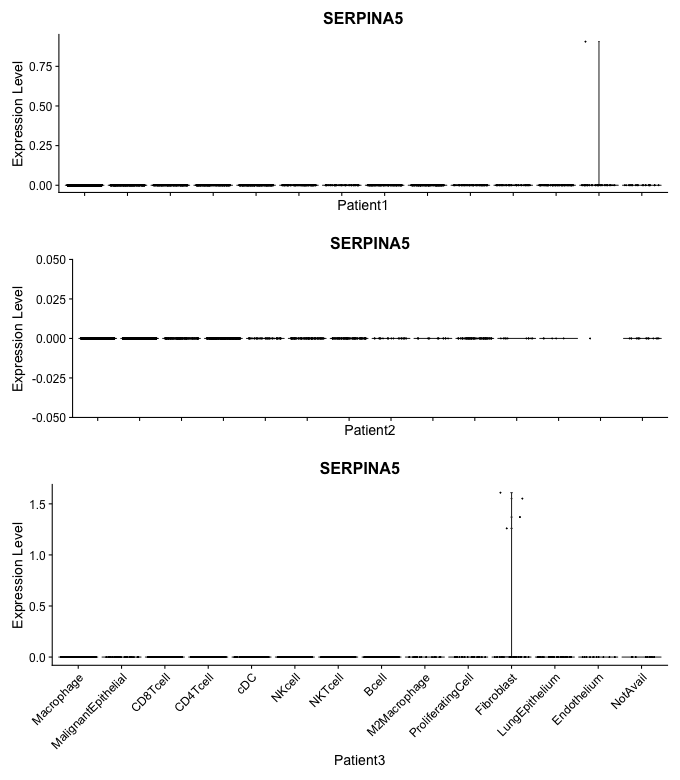 SERPINA5
Expression Level
0.75
0.50
0.25
0.00
Patient1
SERPINA5
Expression Level
0.050
0.025
0.000
-0.025
-0.050
Patient2
SERPINA5
Expression Level
1.5
1.0
0.5
0.0
Macrophage
MalignantEpithelial
CD8Tcell
CD4Tcell
cDC
NKcell
NKTcell
Bcell
M2Macrophage
ProliferatingCell
Fibroblast
LungEpithelium
Endothelium
NotAvail
Patient3